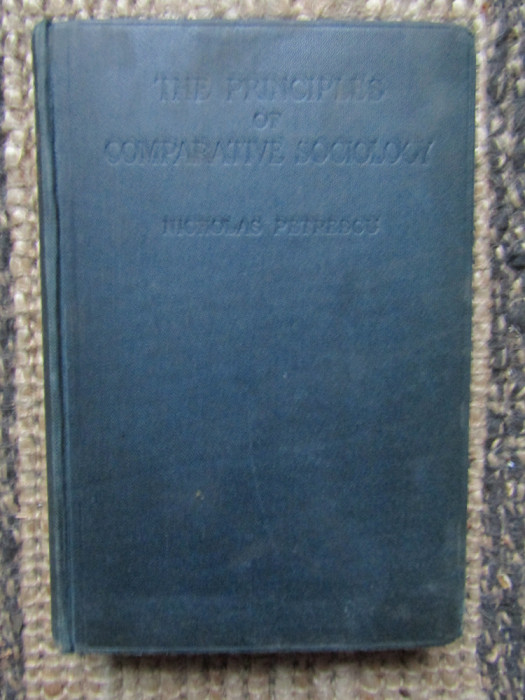 THE PRINCIPLES
OF
COMPARATIVE SOCIOLOGY
NICHOLAS PETRESCU